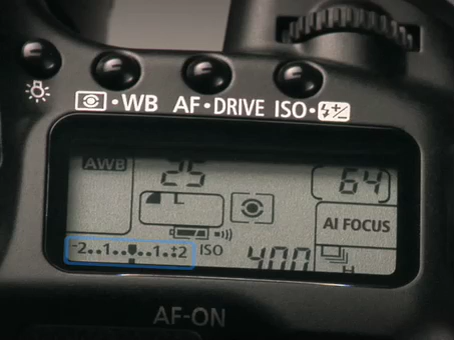 WB AF•DRIVE ISO•
AWB 25 64
AI FOCUS
-2..1..0..1.:2 ISO 400
H
AF-ON